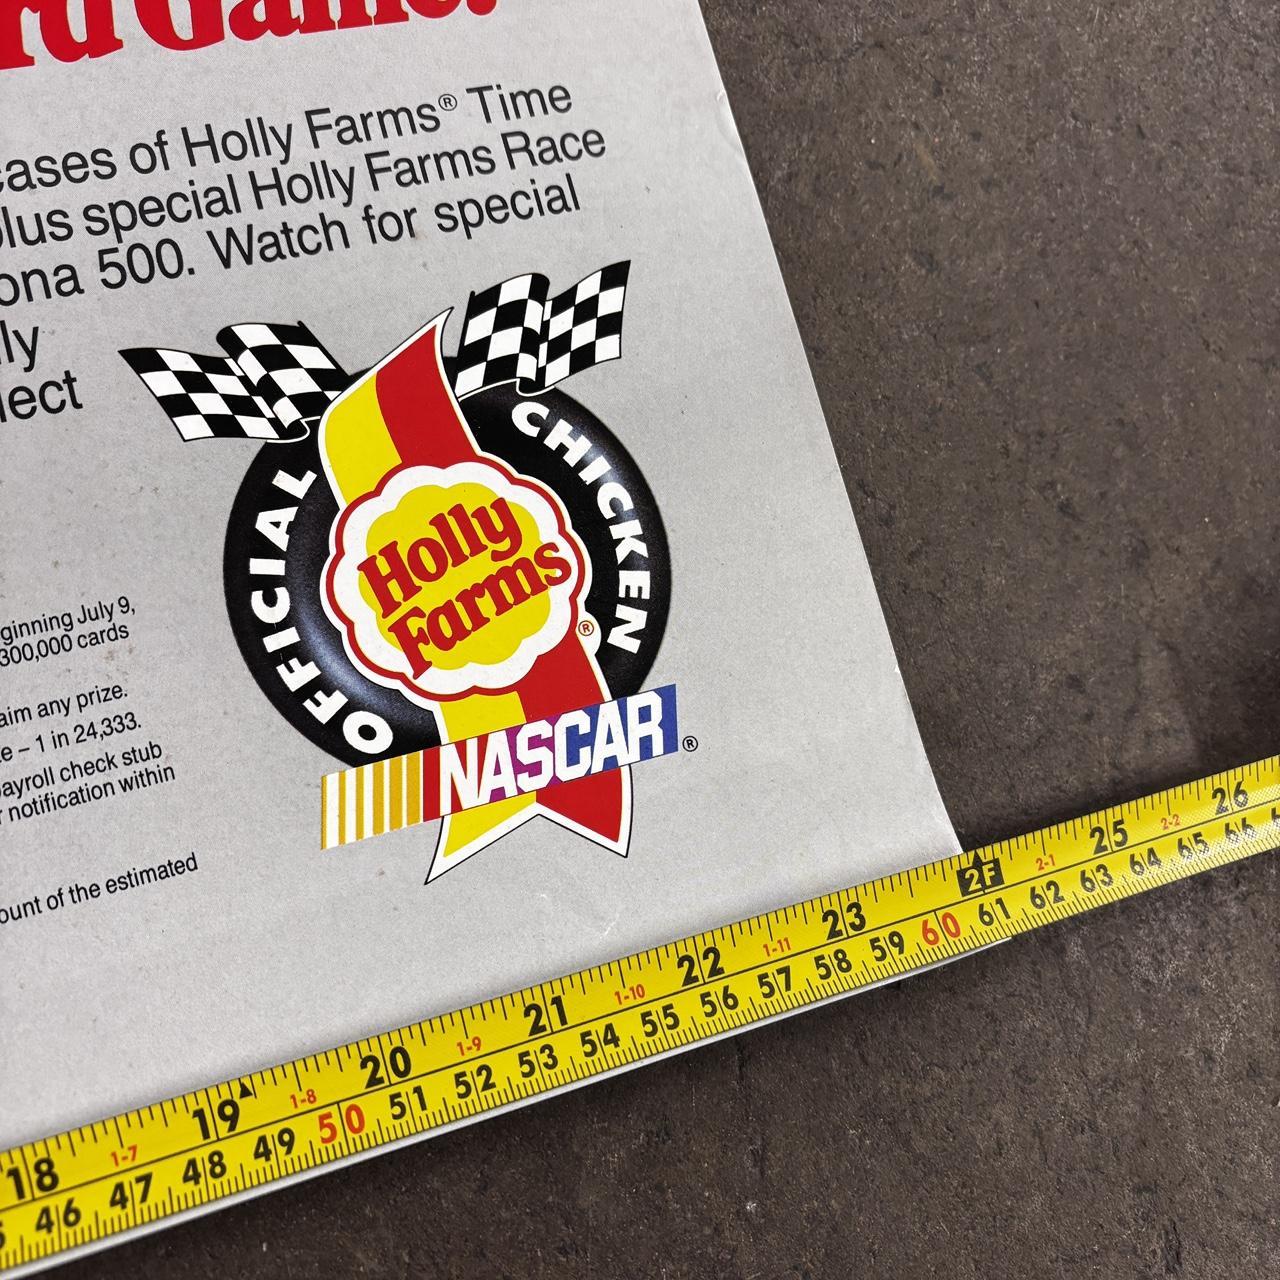 rd Game.
cases of Holly Farms® Time
plus special Holly Farms Race
ona 500. Watch for special
lly
lect
OFFICIAL
CHICKEN
Holly
Farms
®
NASCAR ®
ginning July 9,
300,000 cards
aim any prize.
e – 1 in 24,333.
ayroll check stub
r notification within
ount of the estimated
18 1-7 19 1-8 20 1-9 21 1-10 22 1-11 23 2F 2-1 25 2-2 26
46 47 48 49 50 51 52 53 54 55 56 57 58 59 60 61 62 63 64 65 66